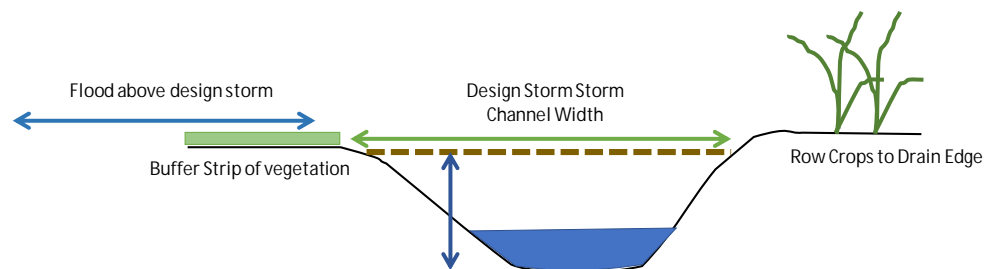 Flood above design storm
Design Storm Storm
Channel Width
Buffer Strip of vegetation
Row Crops to Drain Edge